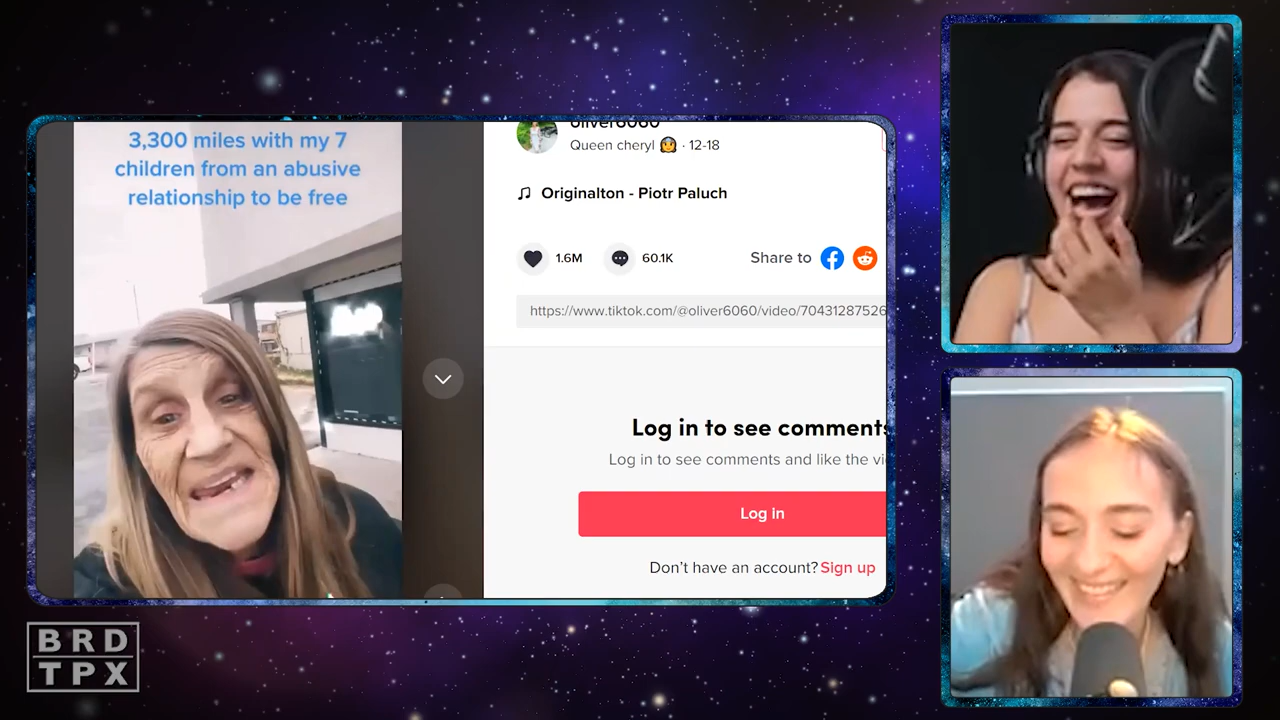 3,300 miles with my 7
children from an abusive
relationship to be free
oliver6060
Queen cheryl · 12-18
Originalton - Piotr Paluch
1.6M
60.1K
Share to
https://www.tiktok.com/@oliver6060/video/70431287526
Log in to see comments
Log in to see comments and like the vi
Log in
Don't have an account? Sign up
BRD
TPX